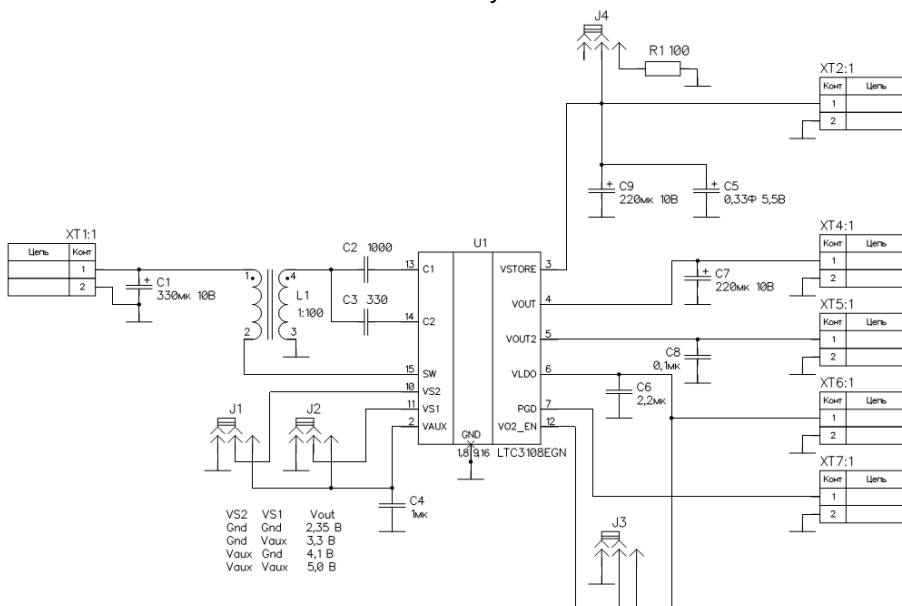 J4
R1 100
XT2:1
Конт Цепь
1
2
C9
220мк 10В
C5
0,33Ф 5,5В
XT1:1
Цепь Конт
1
2
C1
330мк 10В
1
4
L1
1:100
2
3
C2 1000
C3 330
U1
13 C1
14 C2
15 SW
10 VS2
11 VS1
2 VAUX
VSTORE 3
VOUT 4
VOUT2 5
VLDO 6
PGD 7
VO2_EN 12
GND
1,8 9,16
LTC3108EGN
XT4:1
Конт Цепь
1
2
C7
220мк 10В
XT5:1
Конт Цепь
1
2
C8
0,1мк
C6
2,2мк
XT6:1
Конт Цепь
1
2
XT7:1
Конт Цепь
1
2
J1
J2
C4
1мк
VS2 VS1 Vout
Gnd Gnd 2,35 В
Gnd Vaux 3,3 В
Vaux Gnd 4,1 В
Vaux Vaux 5,0 В
J3